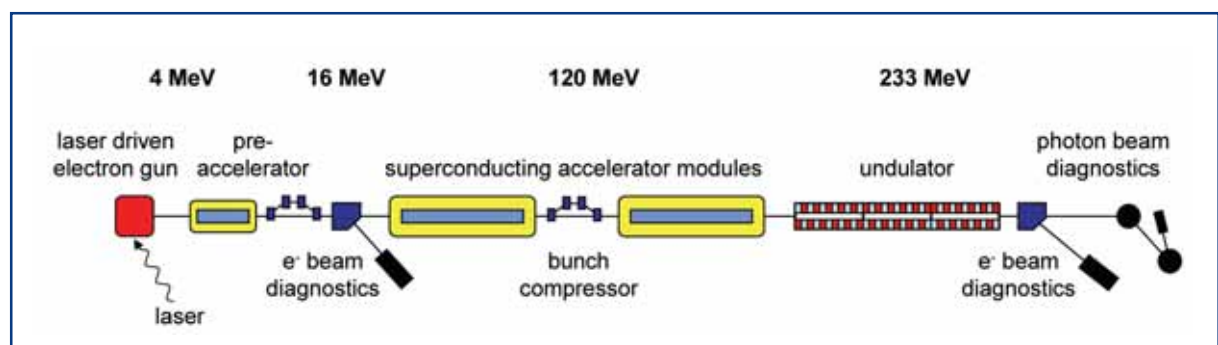 4 MeV 16 MeV 120 MeV 233 MeV
laser driven
electron gun
pre-
accelerator
superconducting accelerator modules
undulator
photon beam
diagnostics
e⁻ beam
diagnostics
bunch
compressor
e⁻ beam
diagnostics
laser